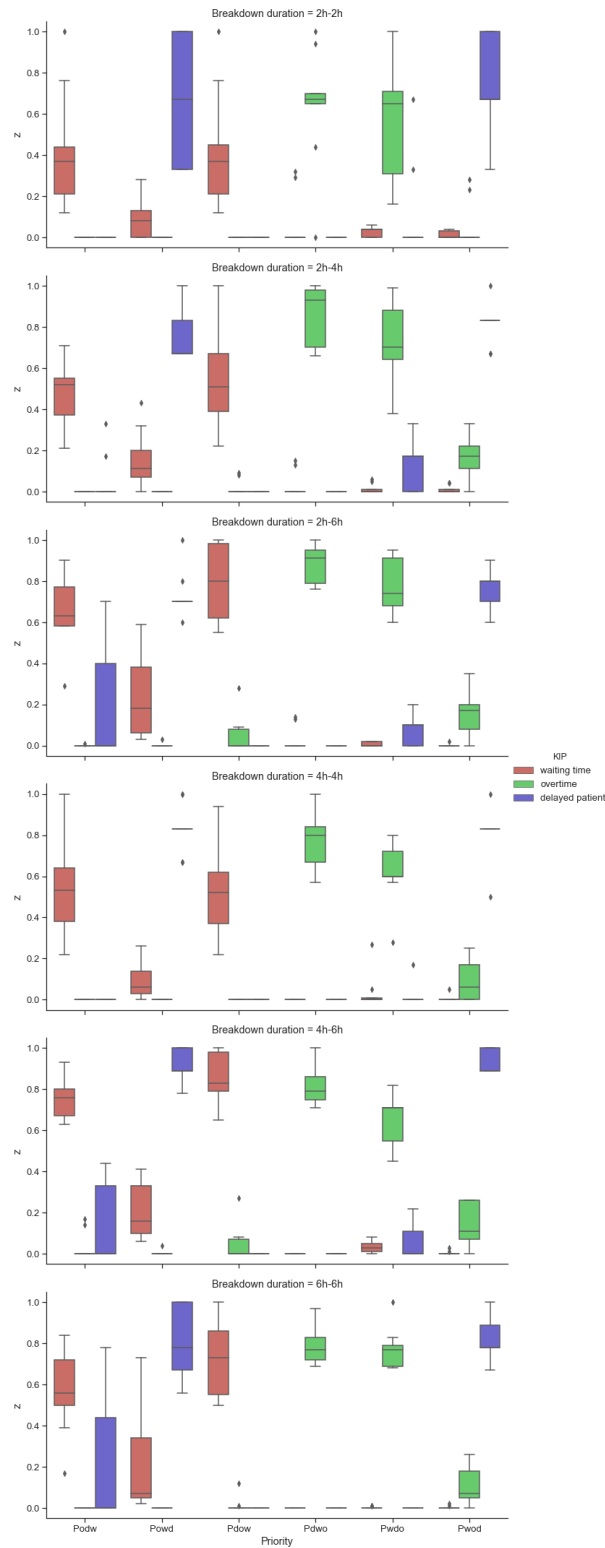 Breakdown duration = 2h-2h
1.0
0.8
0.6
0.4
0.2
0.0
z
Breakdown duration = 2h-4h
1.0
0.8
0.6
0.4
0.2
0.0
z
Breakdown duration = 2h-6h
1.0
0.8
0.6
0.4
0.2
0.0
z
KIP
waiting time
overtime
delayed patient
Breakdown duration = 4h-4h
1.0
0.8
0.6
0.4
0.2
0.0
z
Breakdown duration = 4h-6h
1.0
0.8
0.6
0.4
0.2
0.0
z
Breakdown duration = 6h-6h
1.0
0.8
0.6
0.4
0.2
0.0
z
Podw Powd Pdow Pdwo Pwdo Pwod
Priority